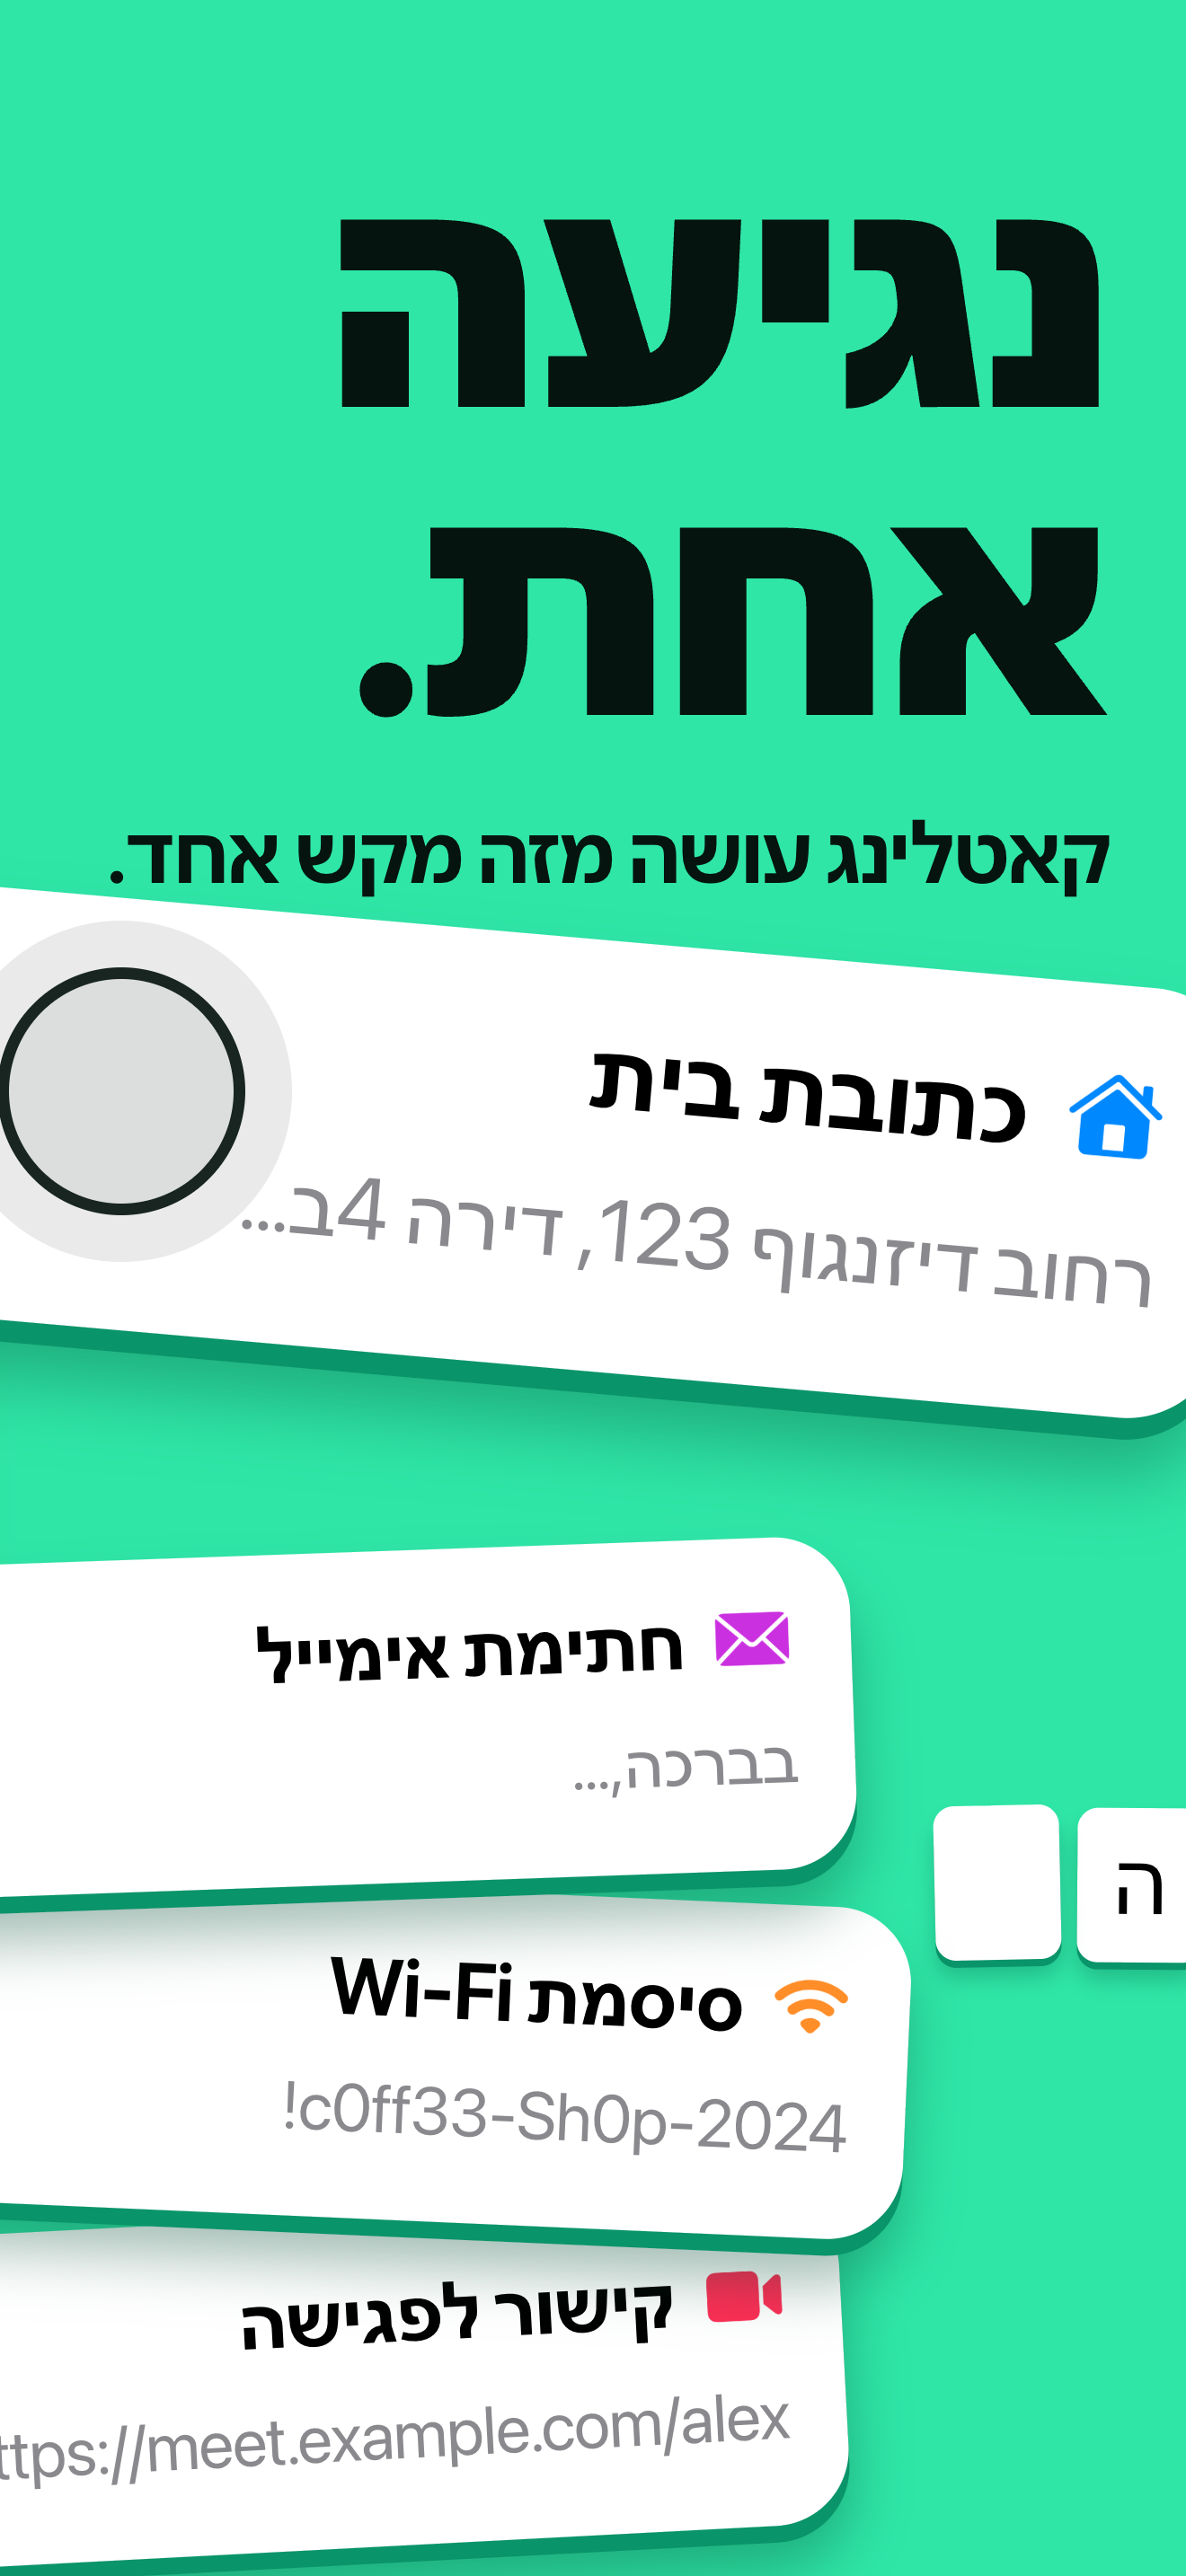 נגיעה
אחת.
קאטלינג עושה מזה מקש אחד.
כתובת בית
רחוב דיזנגוף 123, דירה 4ב...
חתימת אימייל
בברכה,...
ה
סיסמת Wi-Fi
c0ff33-Sh0p-2024!
קישור לפגישה
ttps://meet.example.com/alex